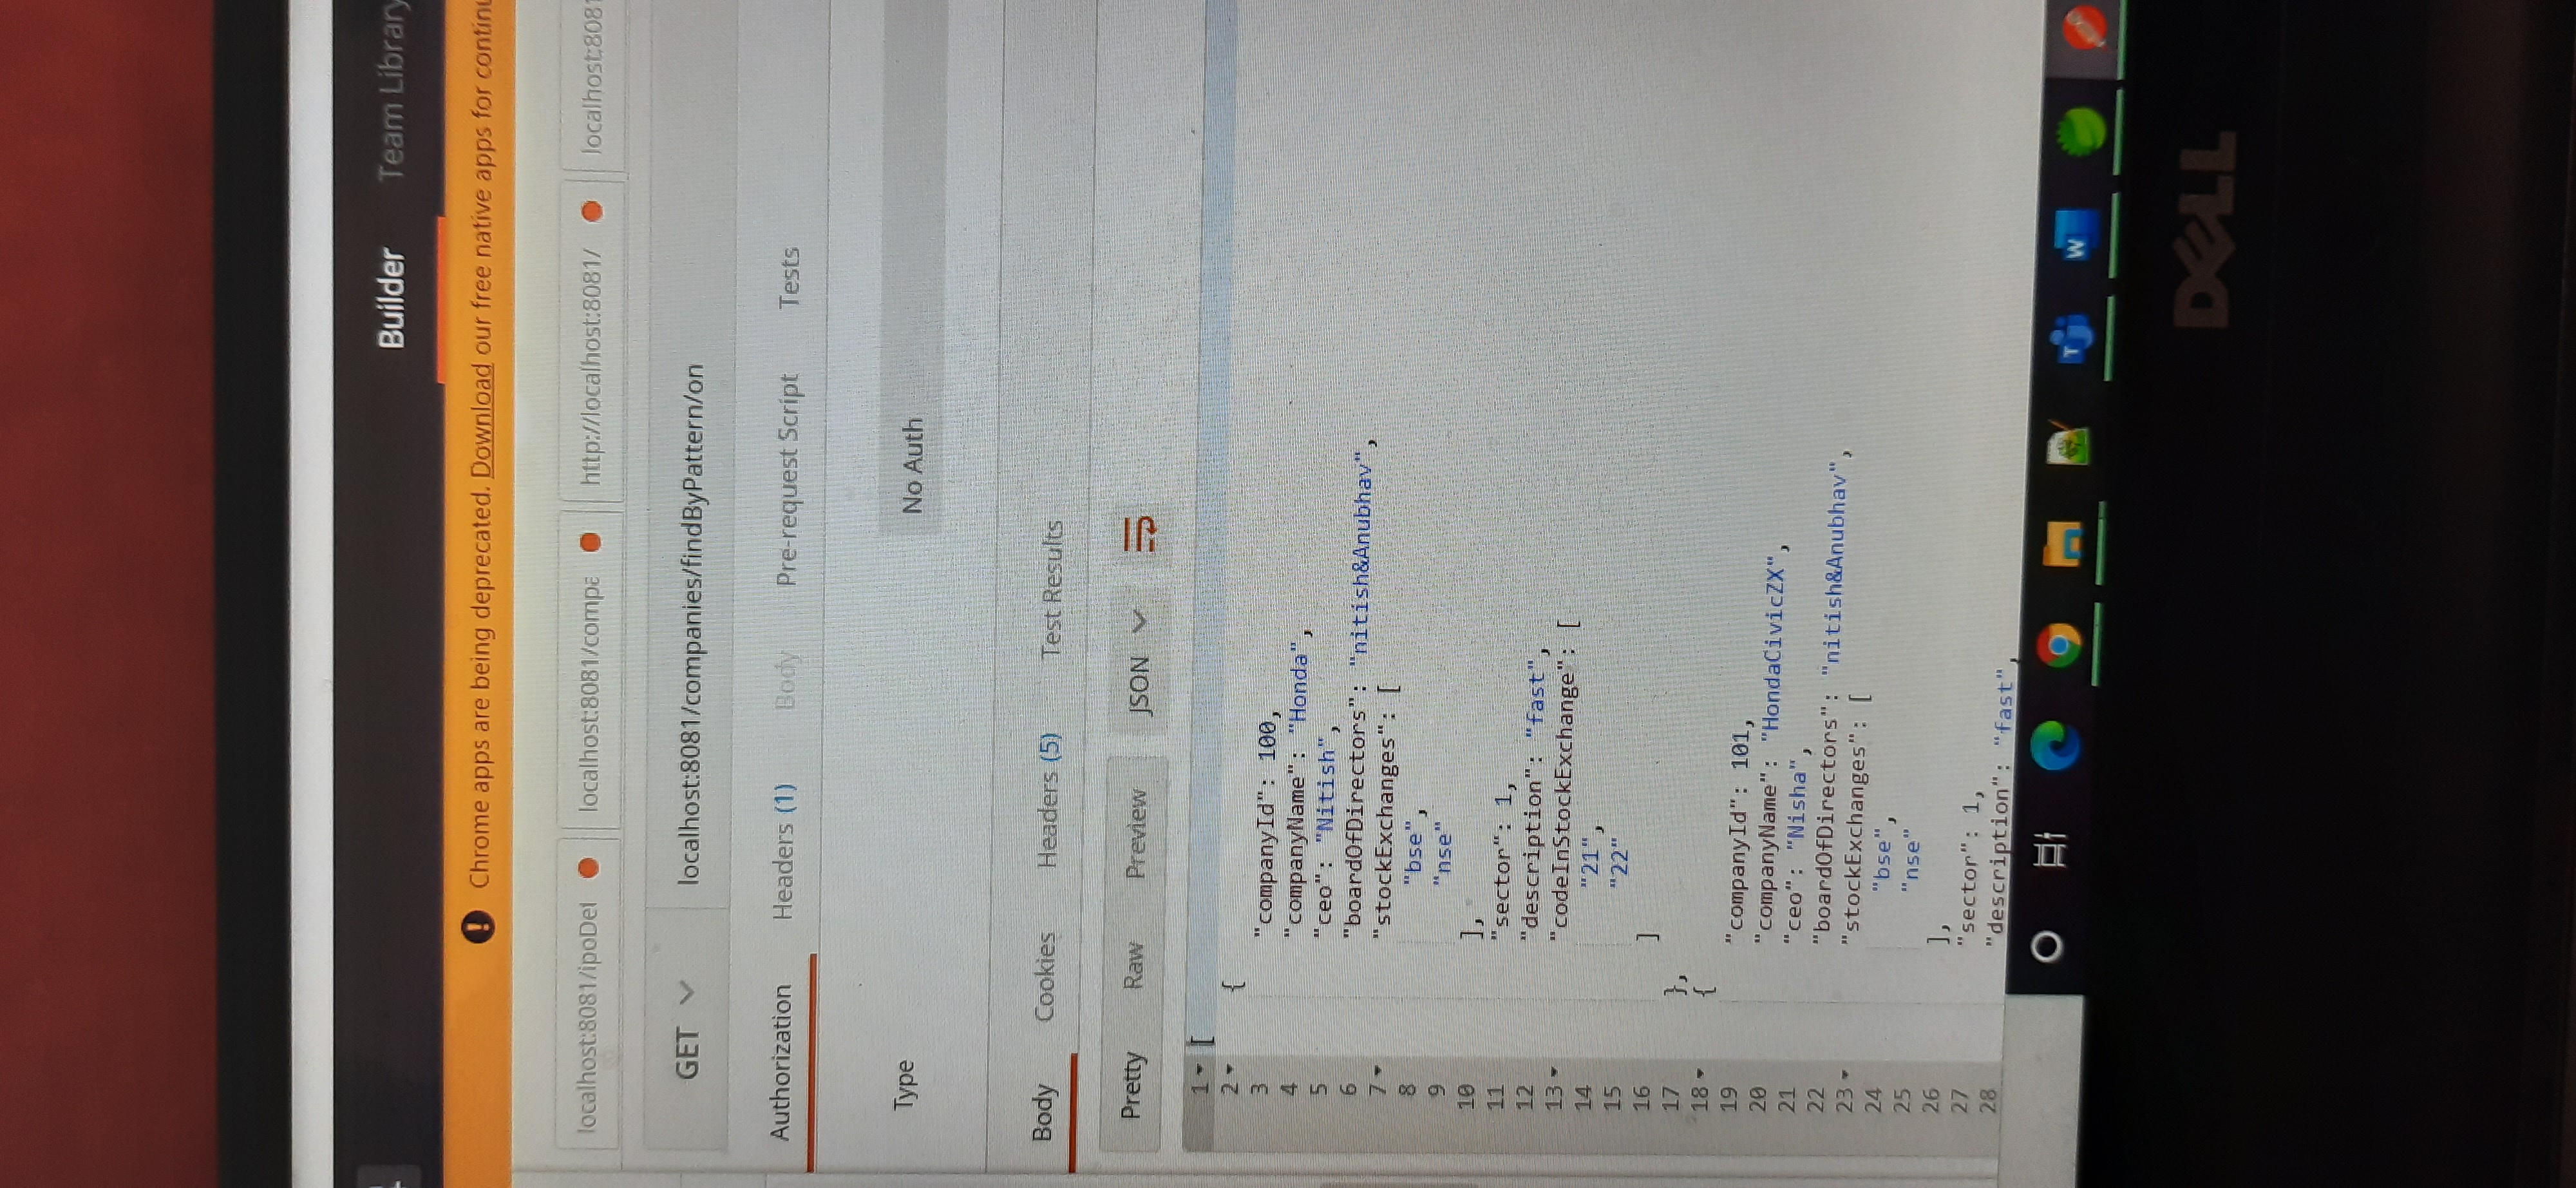 Builder Team Library
! Chrome apps are being deprecated. Download our free native apps for continu
localhost:8081/ipoDet localhost:8081/compa http://localhost:8081/ localhost:8081
GET localhost:8081/companies/findByPattern/on
Authorization Headers (1) Body Pre-request Script Tests
Type No Auth
Body Cookies Headers (5) Test Results
Pretty Raw Preview JSON
1 [
2 {
3 "companyId": 100,
4 "companyName": "Honda",
5 "ceo": "Nitish",
6 "boardOfDirectors": "nitish&Anubhav",
7 "stockExchanges": [
8 "bse",
9 "nse"
10 ],
11 "sector": 1,
12 "description": "fast",
13 "codeInStockExchange": [
14 "21",
15 "22"
16 ]
17 },
18 {
19 "companyId": 101,
20 "companyName": "HondaCivicZX",
21 "ceo": "Nisha",
22 "boardOfDirectors": "nitish&Anubhav",
23 "stockExchanges": [
24 "bse",
25 "nse"
26 ],
27 "sector": 1,
28 "description": "fast",
T W
DELL